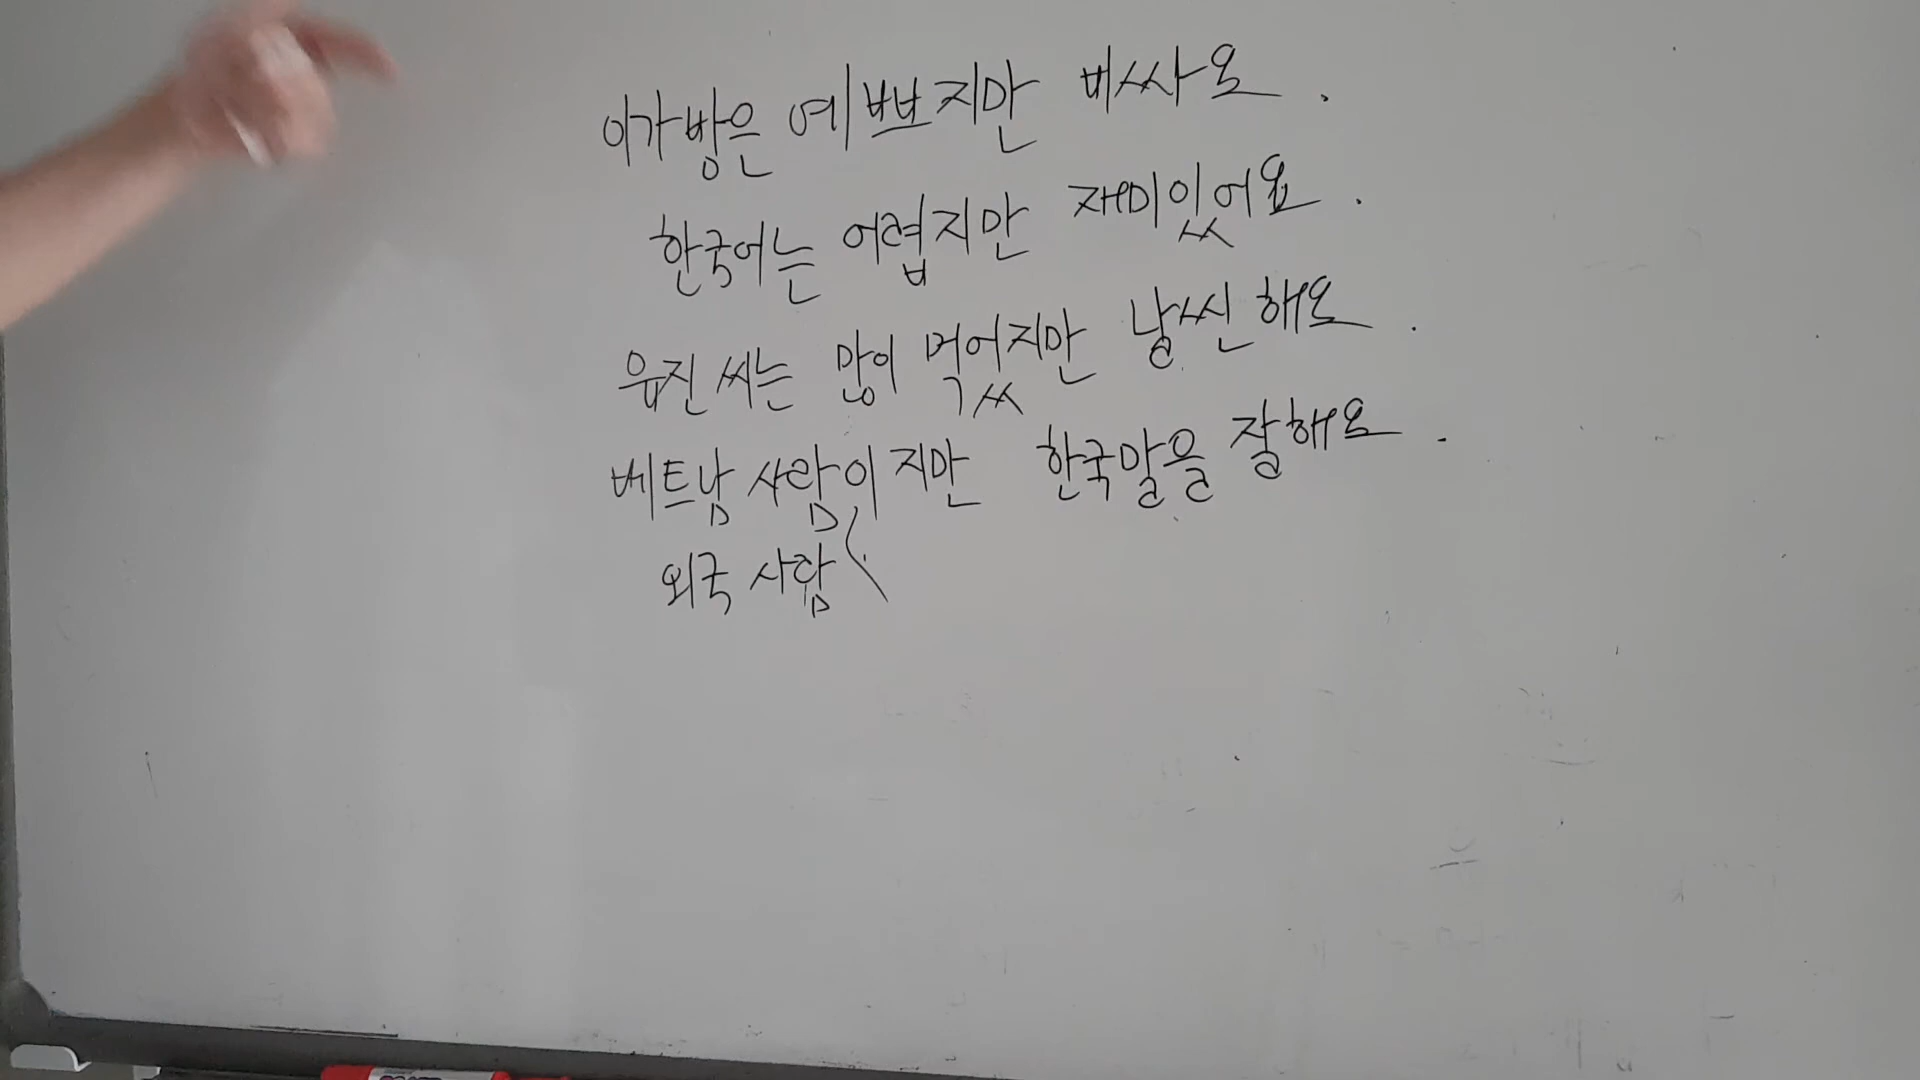 이가방은 예쁘지만 비싸요.
한국어는 어렵지만 재미있어요.
유진 씨는 많이 먹었지만 날씬해요.
베트남 사람이지만 한국말을 잘해요.
외국 사람